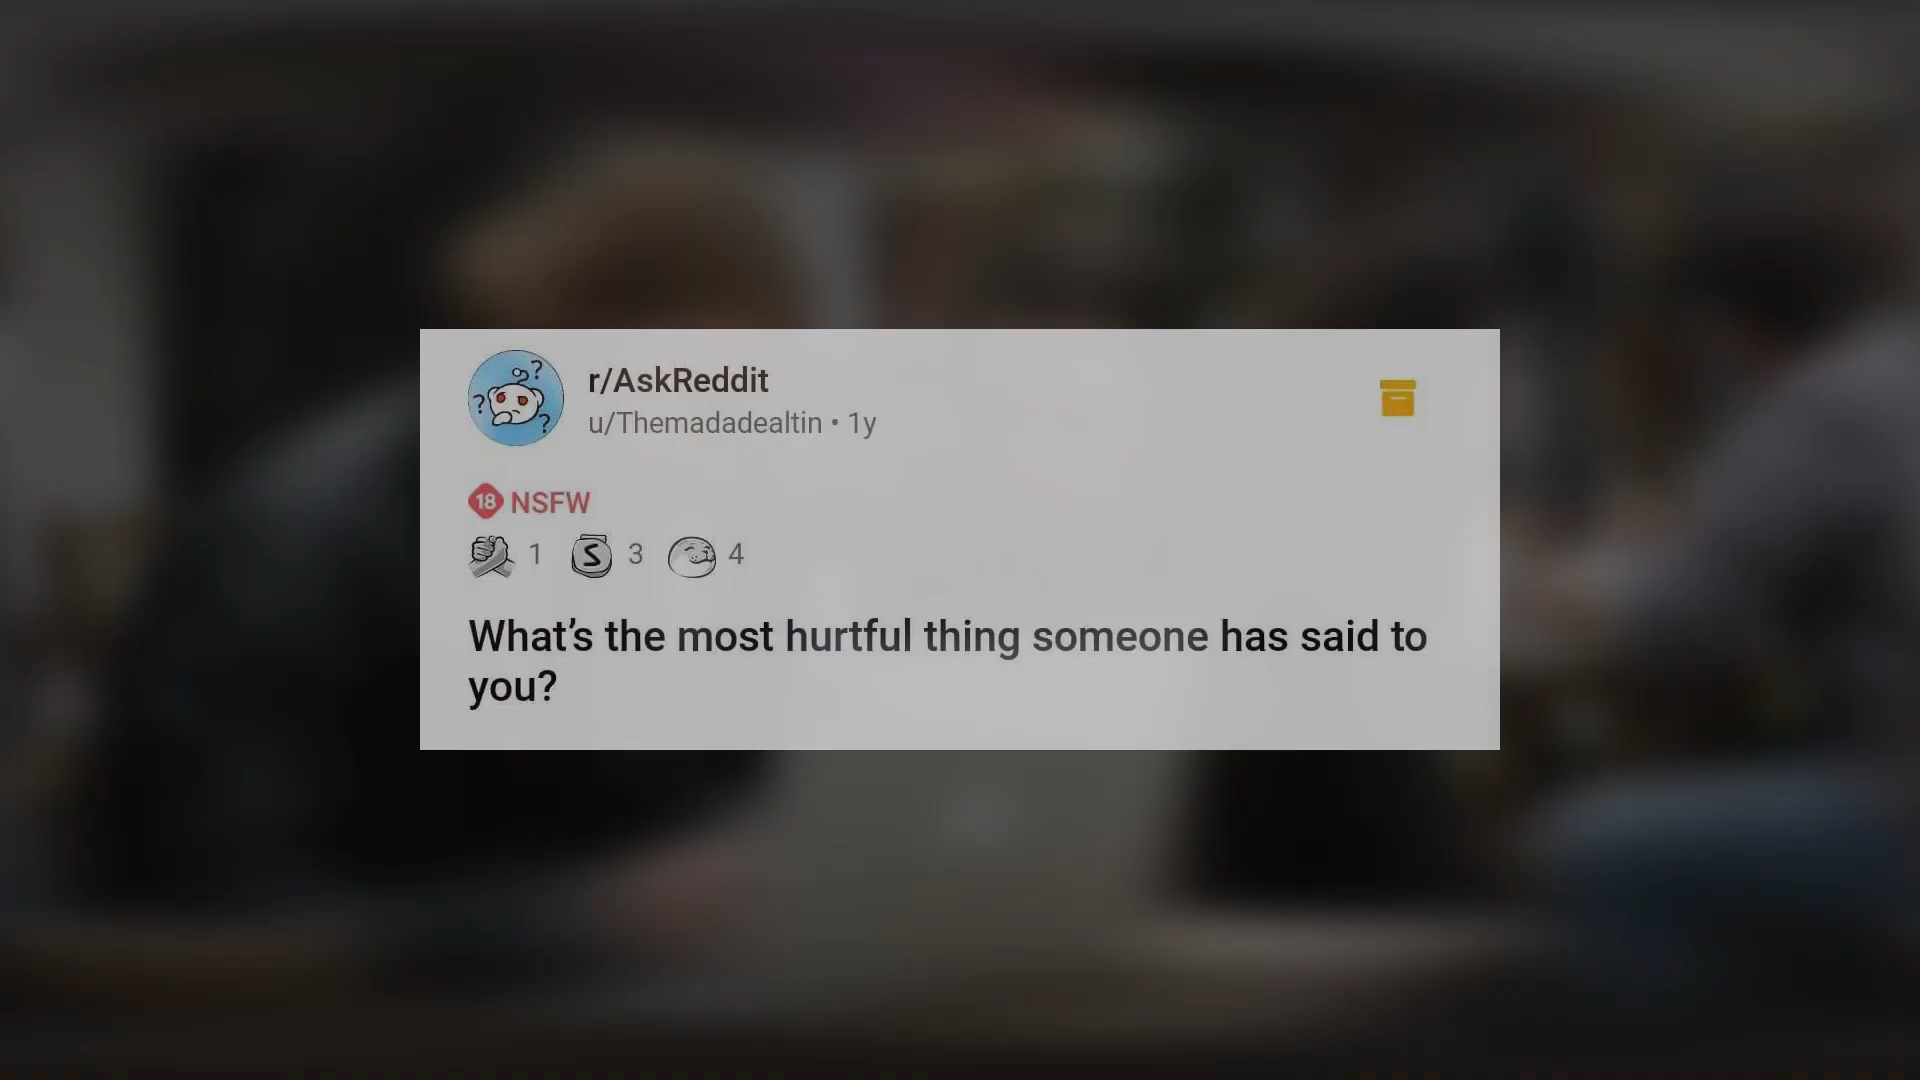 r/AskReddit
u/Themadadealtin • 1y
18 NSFW
1 S 3 4
What's the most hurtful thing someone has said to
you?